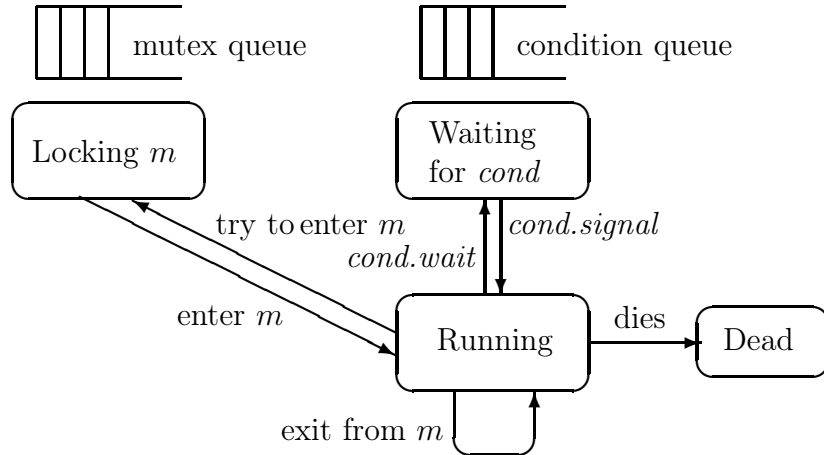 mutex queue
condition queue
Locking m
Waiting
for cond
try to enter m
cond.signal
cond.wait
enter m
dies
Running
Dead
exit from m